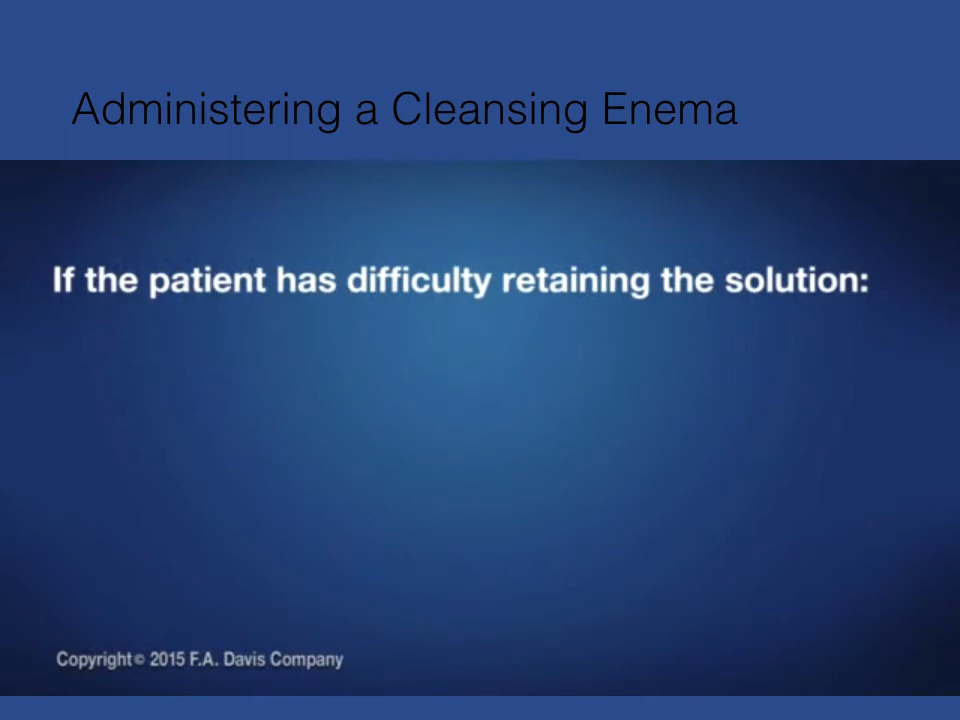 Administering a Cleansing Enema
If the patient has difficulty retaining the solution:
Copyright © 2015 F.A. Davis Company